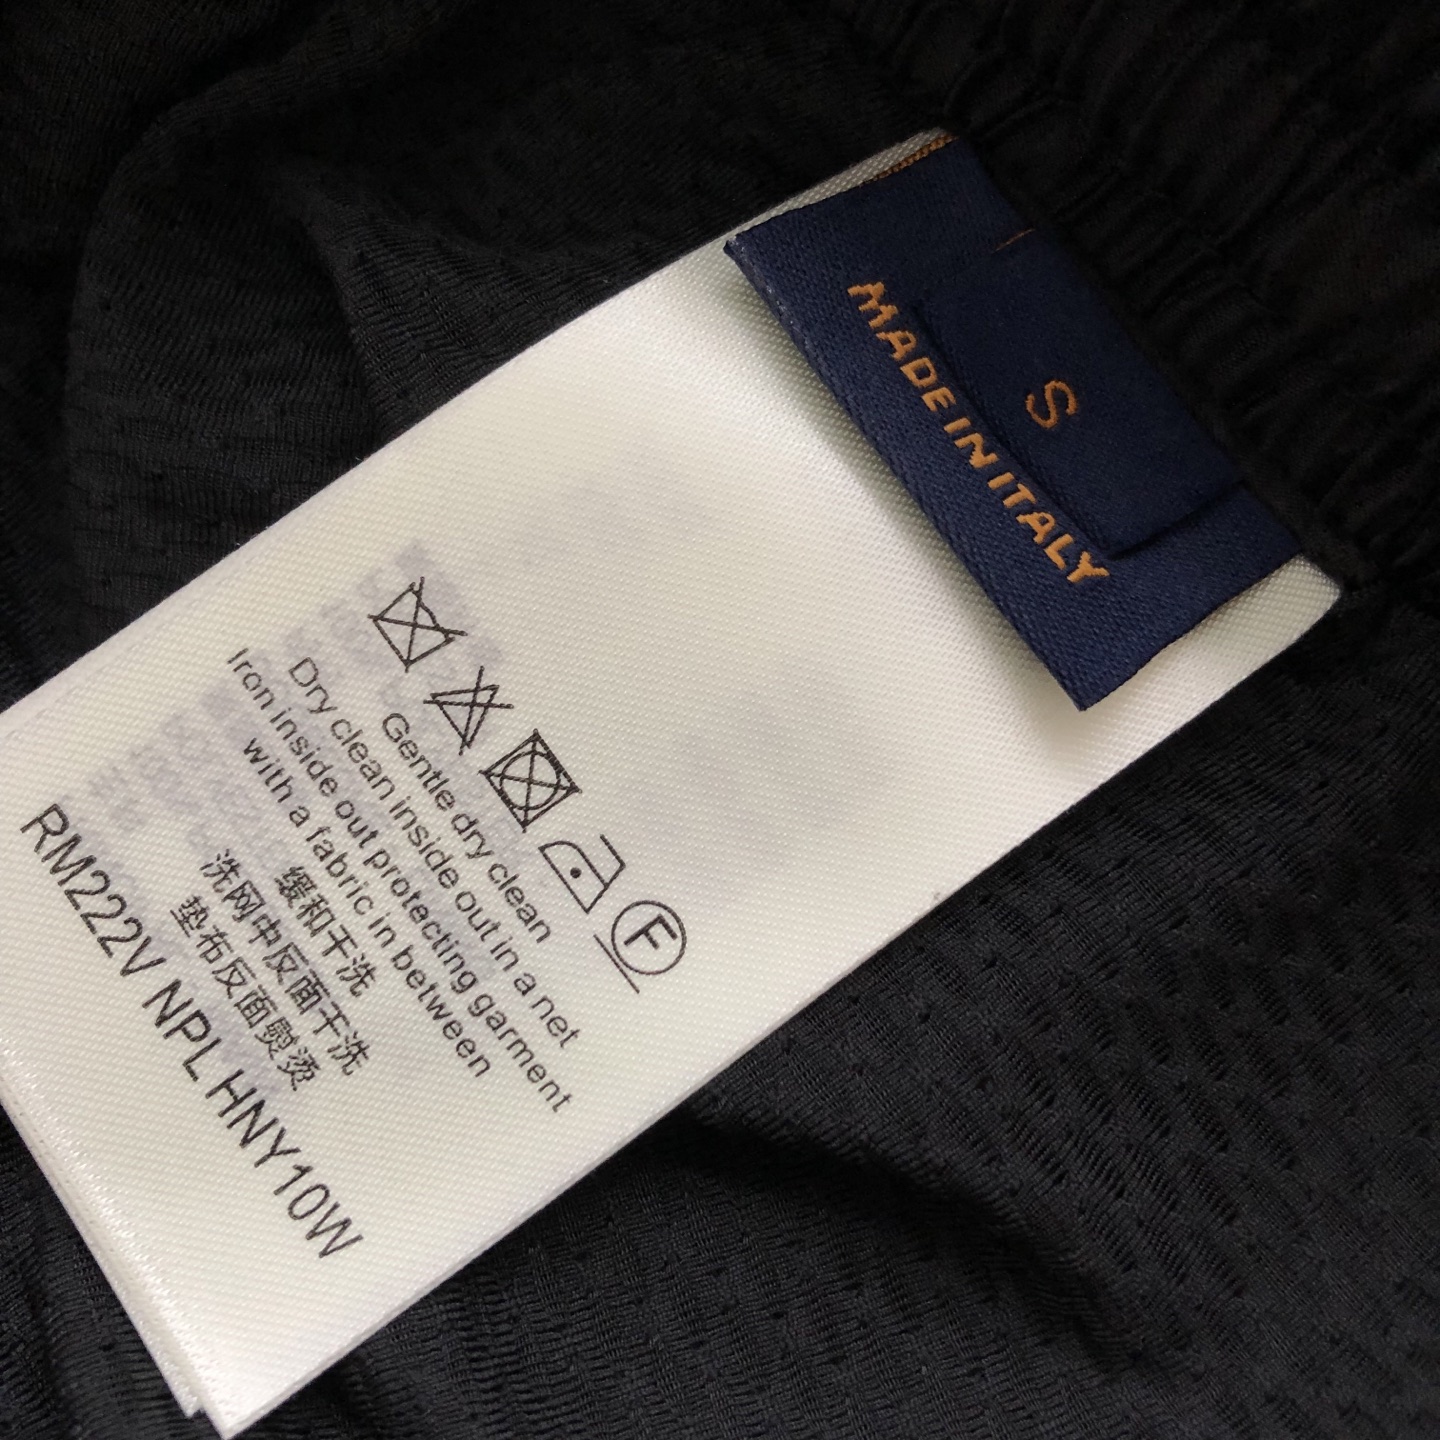 S
MADE IN ITALY
F
Gentle dry clean
Dry clean inside out in a net
Iron inside out protecting garment
with a fabric in between
缓和干洗
洗网中反面干洗
垫布反面熨烫
RM222V NPL HNY10W